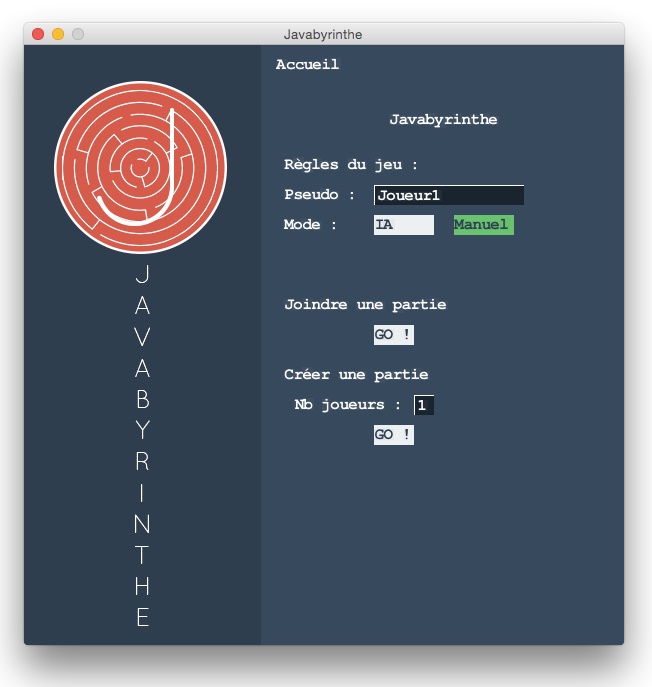 Javabyrinthe
J
J
A
V
A
B
Y
R
I
N
T
H
E
Accueil
Javabyrinthe
Règles du jeu :
Pseudo : Joueur1
Mode : IA Manuel
Joindre une partie
GO !
Créer une partie
Nb joueurs : 1
GO !